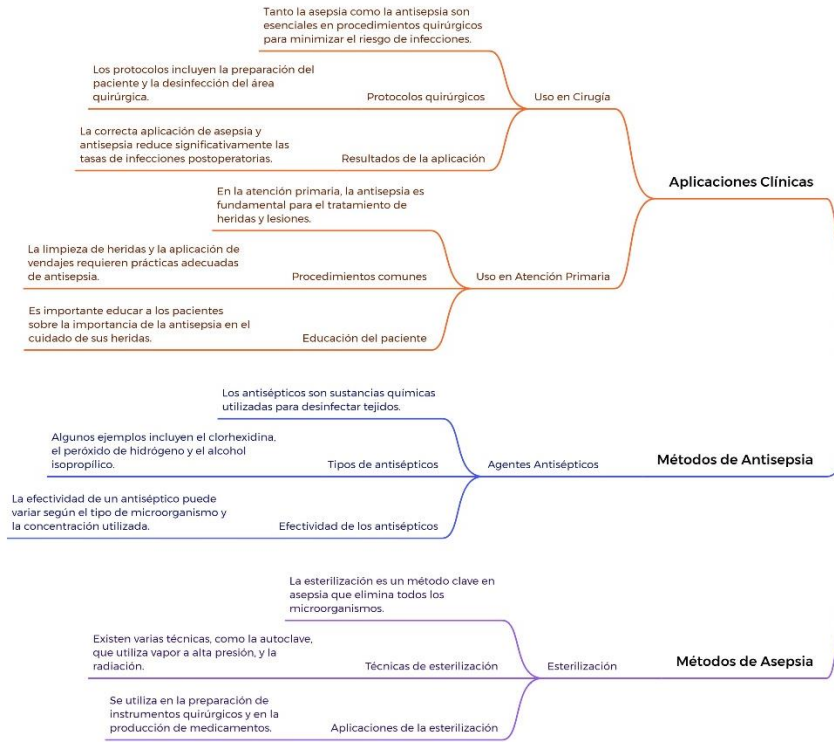 Tanto la asepsia como la antisepsia son
esenciales en procedimientos quirúrgicos
para minimizar el riesgo de infecciones.
Los protocolos incluyen la preparación del
paciente y la desinfección del área
quirúrgica.
Protocolos quirúrgicos
Uso en Cirugía
La correcta aplicación de asepsia y
antisepsia reduce significativamente las
tasas de infecciones postoperatorias.
Resultados de la aplicación
Aplicaciones Clínicas
En la atención primaria, la antisepsia es
fundamental para el tratamiento de
heridas y lesiones.
La limpieza de heridas y la aplicación de
vendajes requieren prácticas adecuadas
de antisepsia.
Procedimientos comunes
Uso en Atención Primaria
Es importante educar a los pacientes
sobre la importancia de la antisepsia en el
cuidado de sus heridas.
Educación del paciente
Los antisépticos son sustancias químicas
utilizadas para desinfectar tejidos.
Algunos ejemplos incluyen el clorhexidina,
el peróxido de hidrógeno y el alcohol
isopropílico.
Tipos de antisépticos
Agentes Antisépticos
Métodos de Antisepsia
La efectividad de un antiséptico puede
variar según el tipo de microorganismo y
la concentración utilizada.
Efectividad de los antisépticos
La esterilización es un método clave en
asepsia que elimina todos los
microorganismos.
Existen varias técnicas, como la autoclave,
que utiliza vapor a alta presión, y la
radiación.
Técnicas de esterilización
Esterilización
Métodos de Asepsia
Se utiliza en la preparación de
instrumentos quirúrgicos y en la
producción de medicamentos.
Aplicaciones de la esterilización